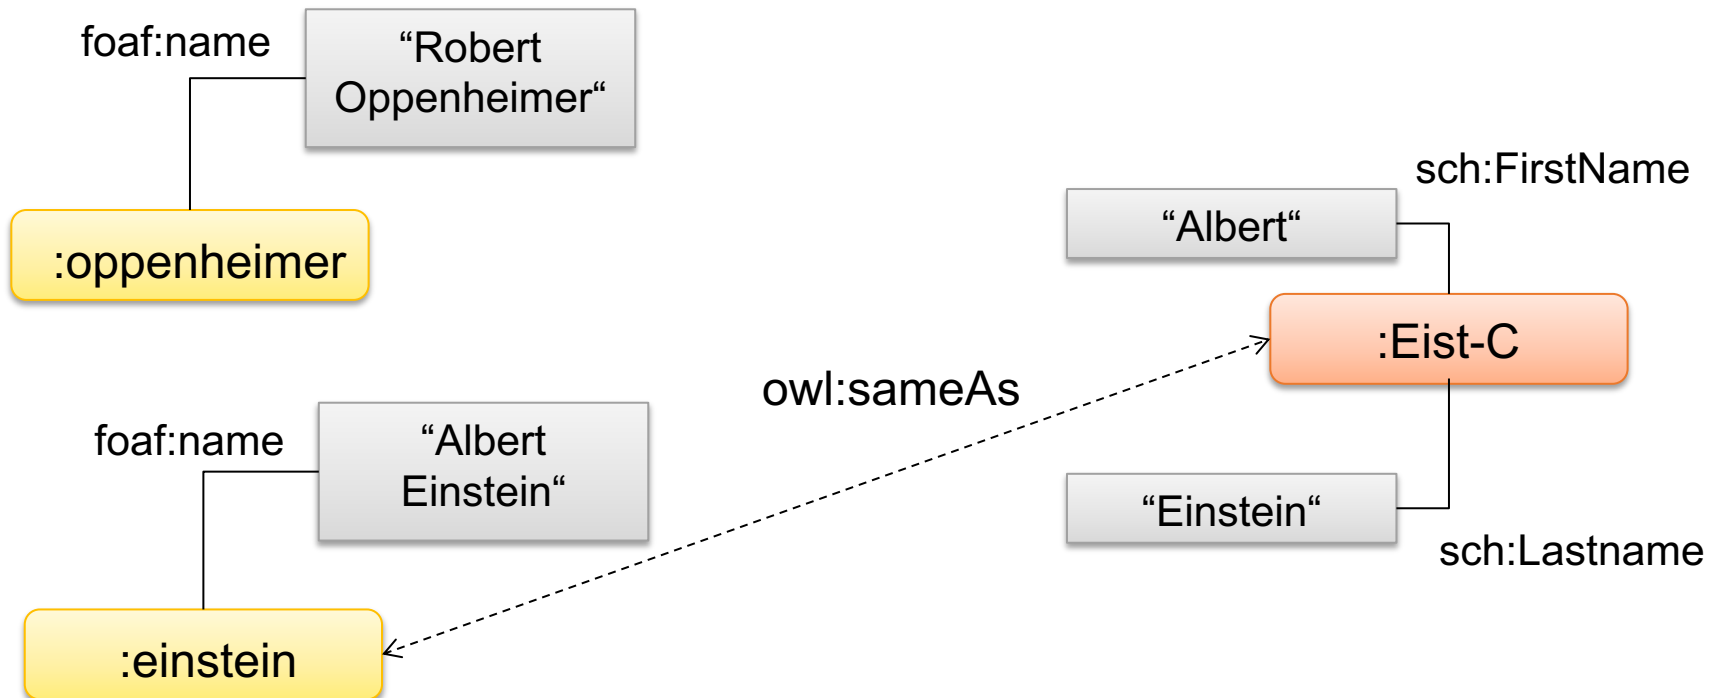 foaf:name
“Robert
Oppenheimer“
:oppenheimer
foaf:name
“Albert
Einstein“
:einstein
owl:sameAs
sch:FirstName
“Albert“
:Eist-C
“Einstein“
sch:Lastname